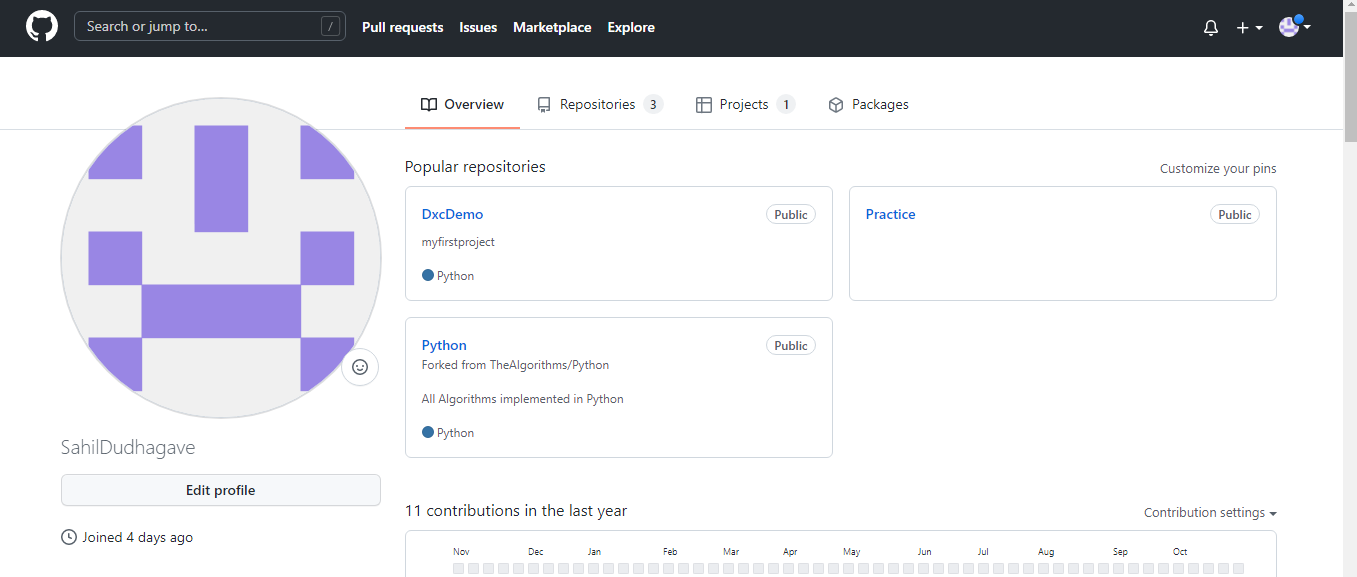 Search or jump to... / Pull requests Issues Marketplace Explore
Overview Repositories 3 Projects 1 Packages
Popular repositories Customize your pins
DxcDemo Public
myfirstproject
Python
Practice Public
Python Public
Forked from TheAlgorithms/Python
All Algorithms implemented in Python
Python
SahilDudhagave
Edit profile
Joined 4 days ago
11 contributions in the last year Contribution settings
Nov Dec Jan Feb Mar Apr May Jun Jul Aug Sep Oct